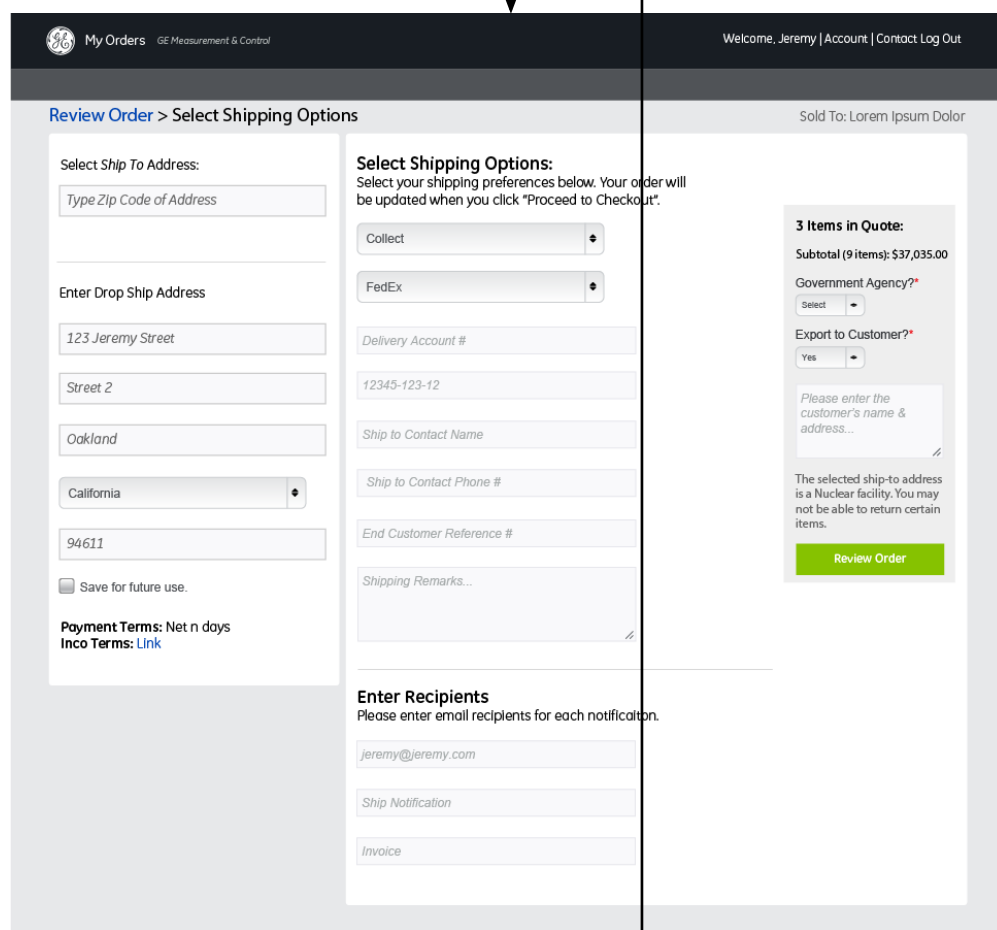 My Orders GE Measurement & Control
Welcome, Jeremy | Account | Contact Log Out
Review Order > Select Shipping Options
Sold To: Lorem Ipsum Dolor
Select Ship To Address:
Type Zip Code of Address
Enter Drop Ship Address
123 Jeremy Street
Street 2
Oakland
California
94611
Save for future use.
Payment Terms: Net n days
Inco Terms: Link
Select Shipping Options:
Select your shipping preferences below. Your order will
be updated when you click "Proceed to Checkout".
Collect
FedEx
Delivery Account #
12345-123-12
Ship to Contact Name
Ship to Contact Phone #
End Customer Reference #
Shipping Remarks...
Enter Recipients
Please enter email recipients for each notificaiton.
jeremy@jeremy.com
Ship Notification
Invoice
3 Items in Quote:
Subtotal (9 items): $37,035.00
Government Agency?*
Select
Export to Customer?*
Yes
Please enter the
customer's name &
address...
The selected ship-to address
is a Nuclear facility. You may
not be able to return certain
items.
Review Order